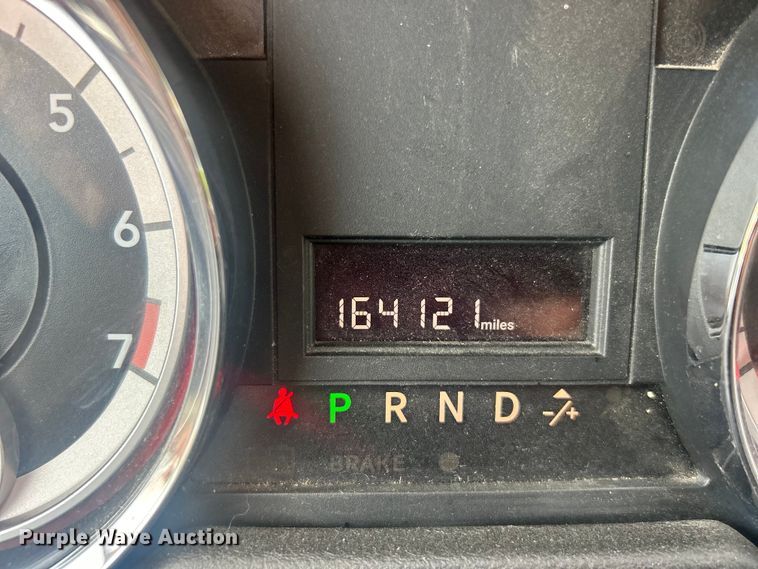 5
6
7
164121 miles
P R N D -/+
BRAKE
Purple Wave Auction